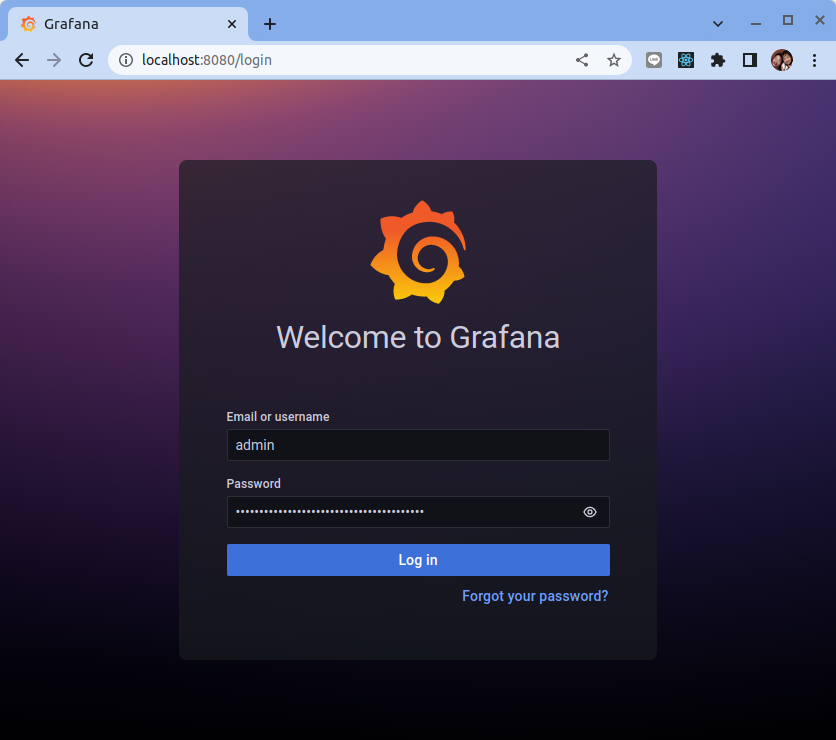 Grafana
localhost:8080/login
Welcome to Grafana
Email or username
admin
Password
••••••••••••••••••••••••••••••••••••••••
Log in
Forgot your password?